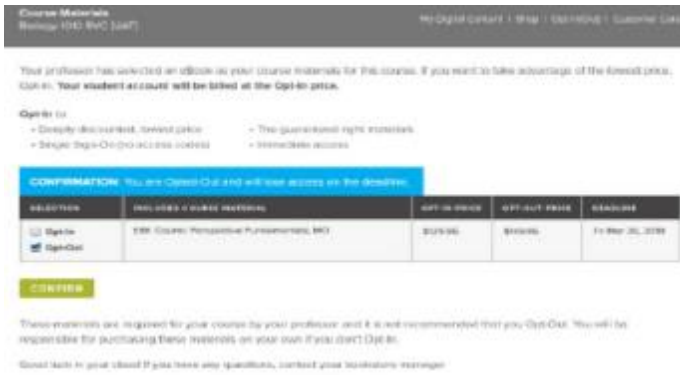 Course Materials
Biology 1010 RVC
My Digital Content | Shop | Opt-In/Out | Customer Care
Your professor has selected an eBook as your course materials for this course. If you want to take advantage of the lowest price,
Opt-In. Your student account will be billed at the Opt-In price.
Opt-In to:
• Deeply discounted, lowest price
• The guaranteed right materials
• Single Sign-On (no access codes)
• Immediate access
CONFIRMATION: You are Opted-Out and will lose access on the deadline.
SELECTION INCLUDED COURSE MATERIAL OPT-IN PRICE OPT-OUT PRICE DEADLINE
Opt-In
Opt-Out
CONFIRM
These materials are required for your course by your professor and it is not recommended that you Opt-Out. You will be
responsible for purchasing these materials on your own if you don't Opt-In.
Good luck in your class! If you have any questions, contact your bookstore manager